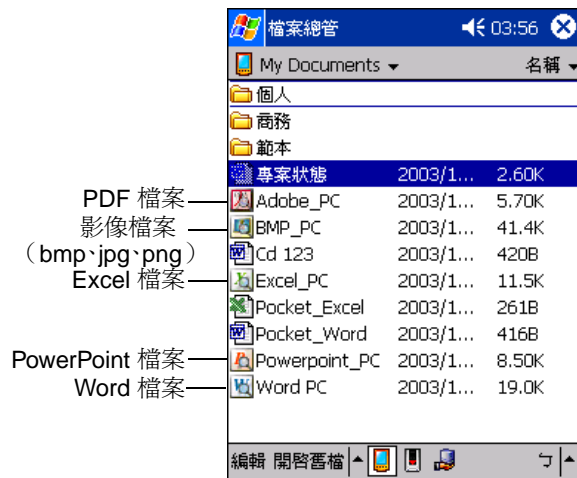 檔案總管 03:56
My Documents 名稱
個人
商務
範本
專案狀態 2003/1... 2.60K
PDF 檔案 Adobe_PC 2003/1... 5.70K
影像檔案 BMP_PC 2003/1... 41.4K
（bmp、jpg、png） Cd 123 2003/1... 420B
Excel 檔案 Excel_PC 2003/1... 11.5K
Pocket_Excel 2003/1... 261B
Pocket_Word 2003/1... 416B
PowerPoint 檔案 Powerpoint_PC 2003/1... 8.50K
Word 檔案 Word PC 2003/1... 19.0K
編輯 開啓舊檔 ㄅ